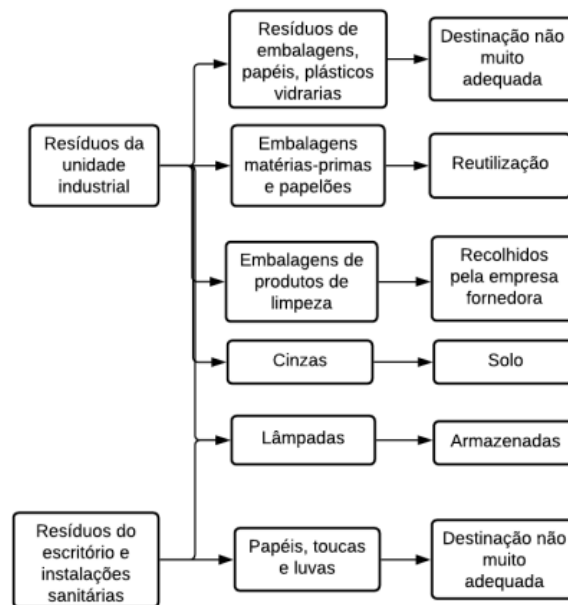 Resíduos de
embalagens,
papéis, plásticos
vidrarias
Destinação não
muito
adequada
Resíduos da
unidade
industrial
Embalagens
matérias-primas
e papelões
Reutilização
Embalagens de
produtos de
limpeza
Recolhidos
pela empresa
fornedora
Cinzas
Solo
Lâmpadas
Armazenadas
Resíduos do
escritório e
instalações
sanitárias
Papéis, toucas
e luvas
Destinação não
muito
adequada